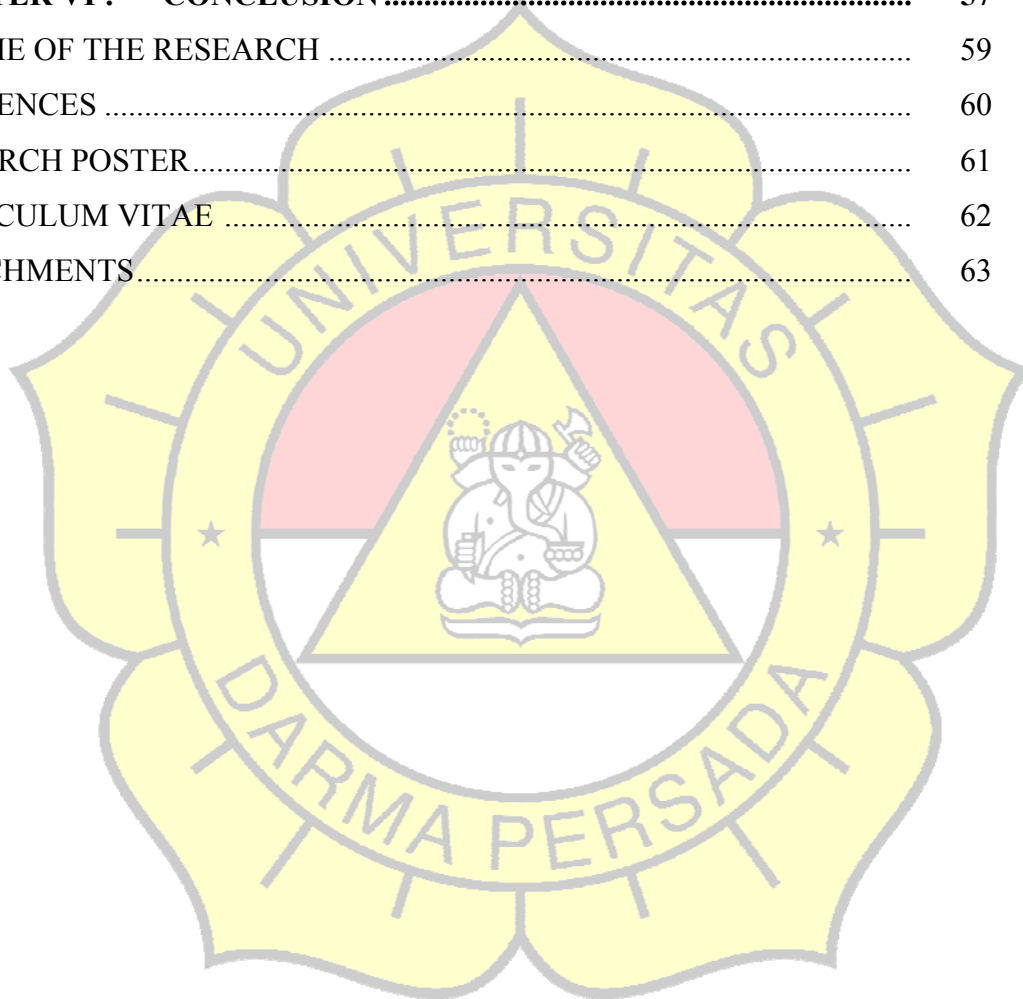 TER VI : CONCLUSION ........................................................................ 57
ME OF THE RESEARCH ........................................................................ 59
ENCES ........................................................................ 60
RCH POSTER ........................................................................ 61
CULUM VITAE ........................................................................ 62
CHMENTS ........................................................................ 63
UNIVERSITAS
DARMA PERSADA